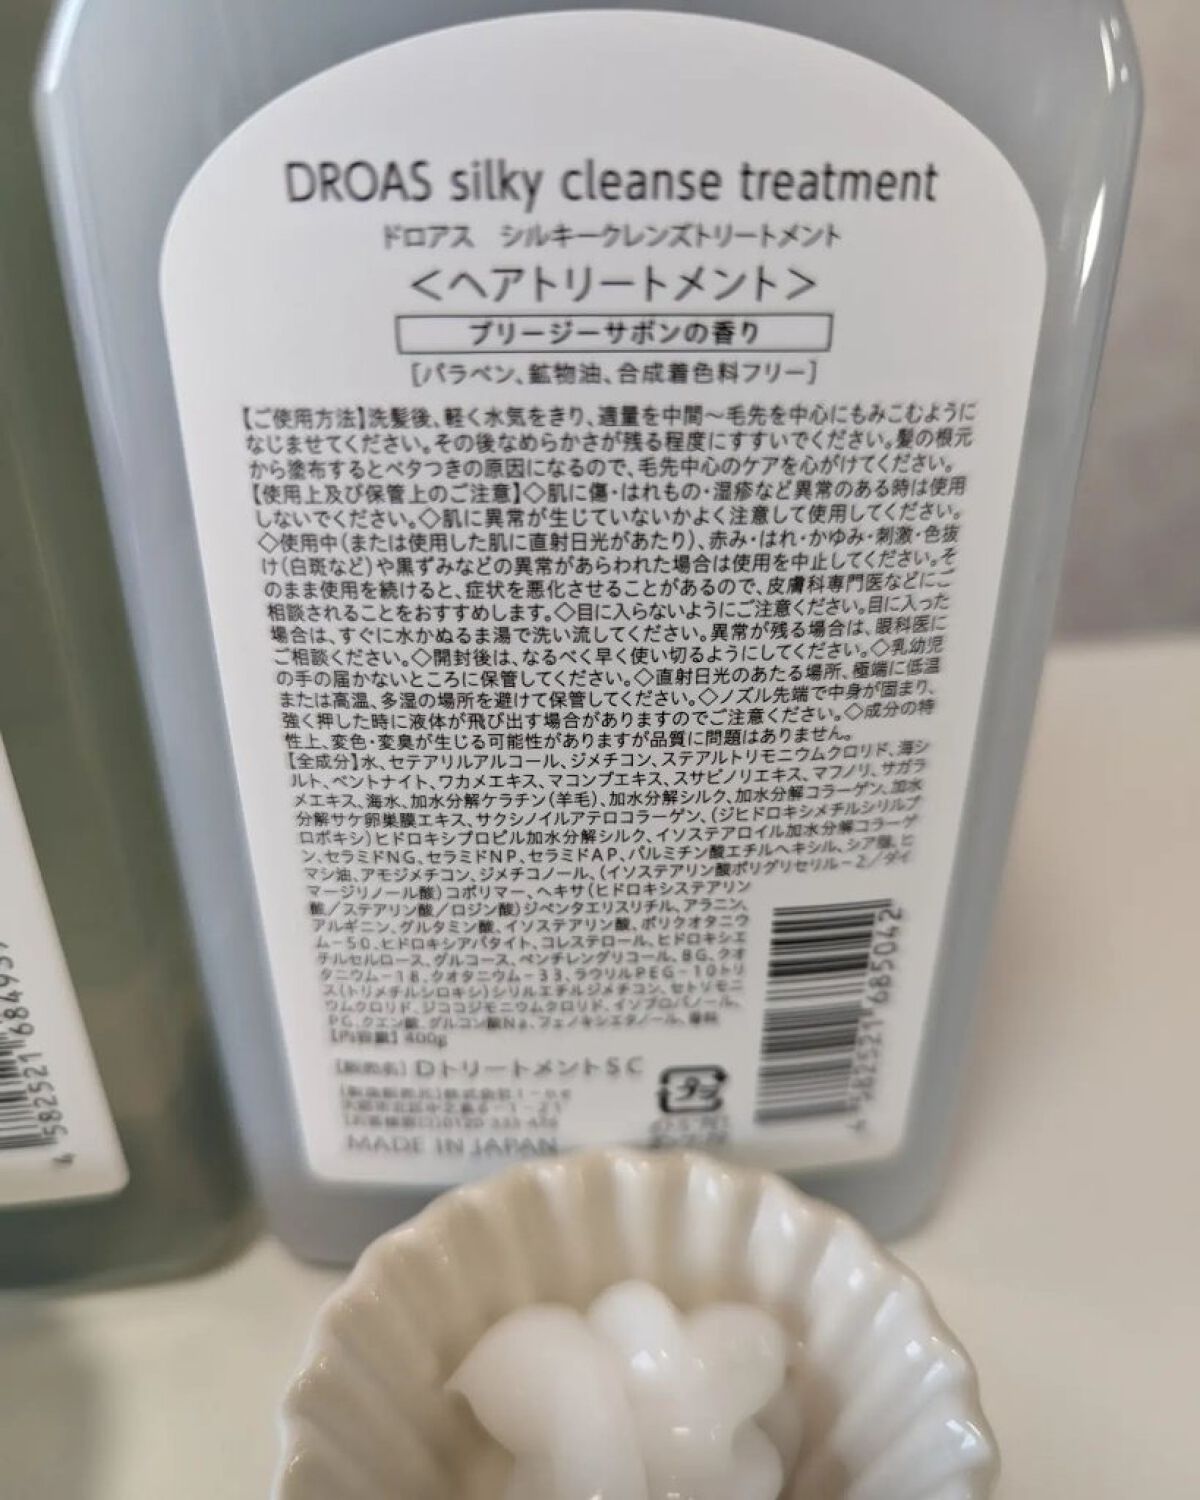 DROAS silky cleanse treatment
ドロアス シルキークレンズトリートメント
＜ヘアトリートメント＞
ブリージーサボンの香り
［パラベン、鉱物油、合成着色料フリー］
【ご使用方法】洗髪後、軽く水気をきり、適量を中間～毛先を中心にもみこむように
なじませてください。その後なめらかさが残る程度にすすいでください。髪の根元
から塗布するとベタつきの原因になるので、毛先中心のケアを心がけてください。
【使用上及び保管上のご注意】◇肌に傷・はれもの・湿疹など異常のある時は使用
しないでください。◇肌に異常が生じていないかよく注意して使用してください。
◇使用中（または使用した肌に直射日光があたり）、赤み・はれ・かゆみ・刺激・色抜
け（白斑など）や黒ずみなどの異常があらわれた場合は使用を中止してください。そ
のまま使用を続けると、症状を悪化させることがあるので、皮膚科専門医などにご
相談されることをおすすめします。◇目に入らないようにご注意ください。目に入った
場合は、すぐに水かぬるま湯で洗い流してください。異常が残る場合は、眼科医に
ご相談ください。◇開封後は、なるべく早く使い切るようにしてください。◇乳幼児
の手の届かないところに保管してください。◇直射日光のあたる場所、極端に低温
または高温、多湿の場所を避けて保管してください。◇ノズル先端で中身が固まり、
強く押した時に液体が飛び出す場合がありますのでご注意ください。◇成分の特
性上、変色・変臭が生じる可能性がありますが品質に問題はありません。
【全成分】水、セテアリルアルコール、ジメチコン、ステアルトリモニウムクロリド、海シ
ルト、ベントナイト、ワカメエキス、マコンブエキス、スサビノリエキス、マフノリ、サガラ
メエキス、海水、加水分解ケラチン（羊毛）、加水分解シルク、加水分解コラーゲン、加水
分解サケ卵巣膜エキス、サクシノイルアテロコラーゲン、（ジヒドロキシメチルシリルプ
ロポキシ）ヒドロキシプロピル加水分解シルク、イソステアロイル加水分解コラーゲ
ン、セラミドNG、セラミドNP、セラミドAP、パルミチン酸エチルヘキシル、シア脂、ヒ
マシ油、アモジメチコン、ジメチコノール、（イソステアリン酸ポリグリセリル－2／ダイ
マージリノール酸）コポリマー、ヘキサ（ヒドロキシステアリン
酸／ステアリン酸／ロジン酸）ジペンタエリスリチル、アラニン、
アルギニン、グルタミン酸、イソステアリン酸、ポリクオタニウ
ム－50、ヒドロキシアパタイト、コレステロール、ヒドロキシエ
チルセルロース、グルコース、ペンチレングリコール、BG、クオ
タニウム－18、クオタニウム－33、ラウリルPEG－10トリ
ス（トリメチルシロキシ）シリルエチルジメチコン、セトリモニ
ウムクロリド、ジココジモニウムクロリド、イソプロパノール、
PG、クエン酸、グルコン酸Na、フェノキシエタノール、香料
【内容量】400g
【販売名】DトリートメントSC
MADE IN JAPAN
プラ
4 582521 685042
4 582521 68495